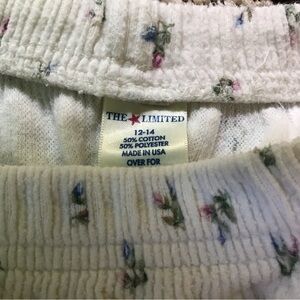 THE ★ LIMITED
12-14
50% COTTON
50% POLYESTER
MADE IN USA
OVER FOR